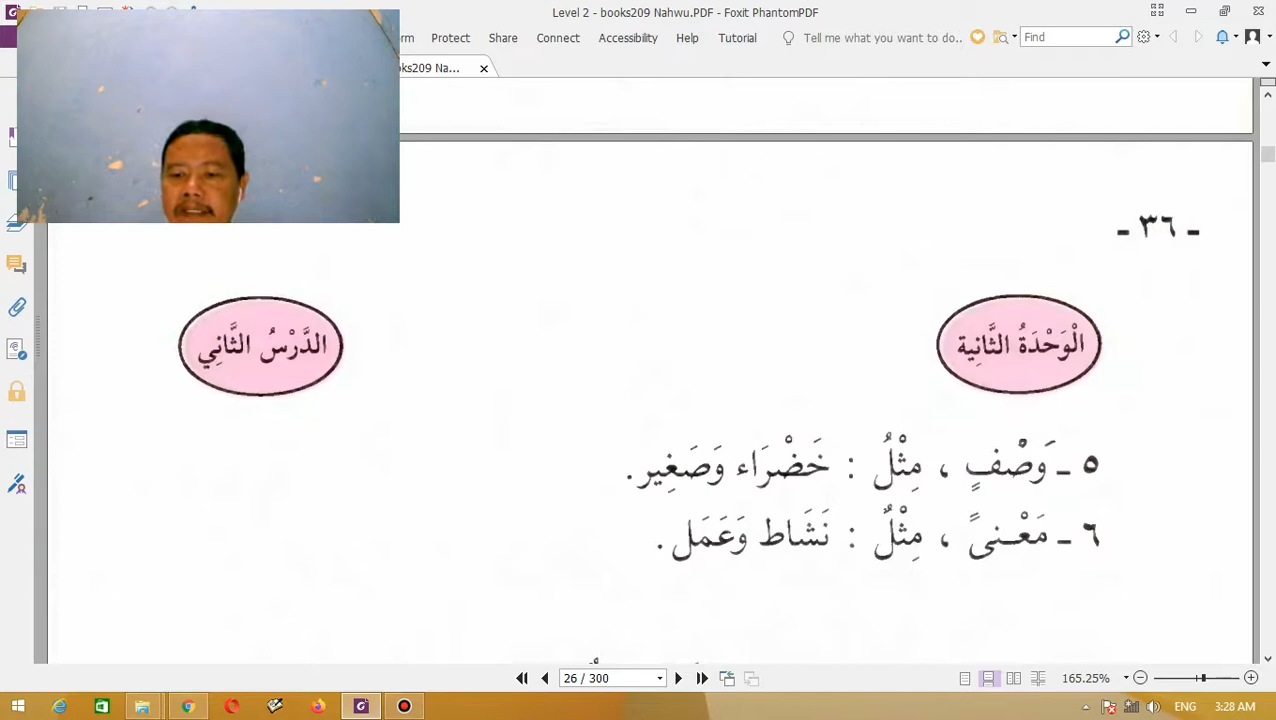 Level 2 - books209 Nahwu.PDF - Foxit PhantomPDF
orm Protect Share Connect Accessibility Help Tutorial Tell me what you want to do.. Find
oks209 Na...
- ٣٦ -
الْوَحْدَةُ الثَّانِية
الدَّرْسُ الثَّانِي
٥ - وَصْفٍ ، مِثْلُ : خَضْرَاء وَصَغِير .
٦ - مَعْنىً ، مِثْلٌ : نَشَاط وَعَمَل .
26 / 300
165.25%
ENG 3:28 AM